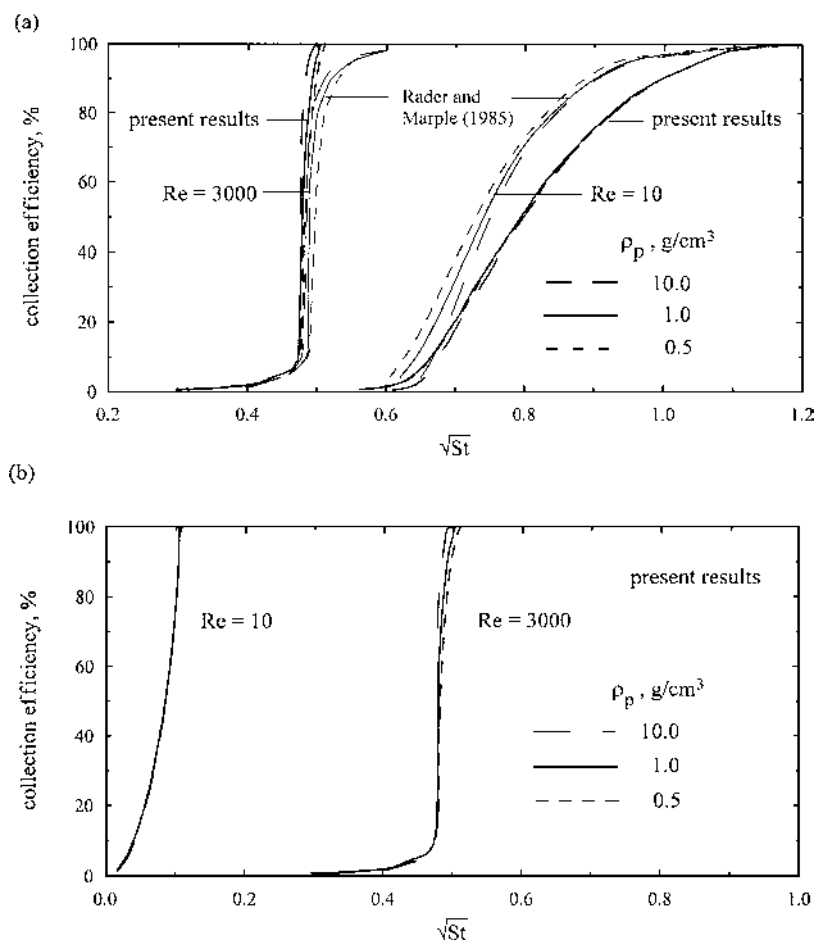 (a)
100
80
60
40
20
0
collection efficiency, %
present results
Re = 3000
Rader and
Marple (1985)
present results
Re = 10
ρp , g/cm³
10.0
1.0
0.5
0.2
0.4
0.6
0.8
1.0
1.2
√St
(b)
100
80
60
40
20
0
collection efficiency, %
Re = 10
Re = 3000
present results
ρp , g/cm³
10.0
1.0
0.5
0.0
0.2
0.4
0.6
0.8
1.0
√St